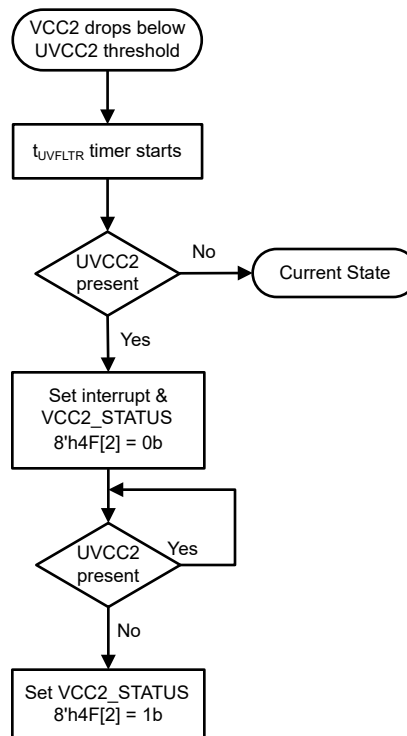 VCC2 drops below
UVCC2 threshold
tUVFLTR timer starts
UVCC2
present
No
Current State
Yes
Set interrupt &
VCC2_STATUS
8'h4F[2] = 0b
UVCC2
present
Yes
No
Set VCC2_STATUS
8'h4F[2] = 1b